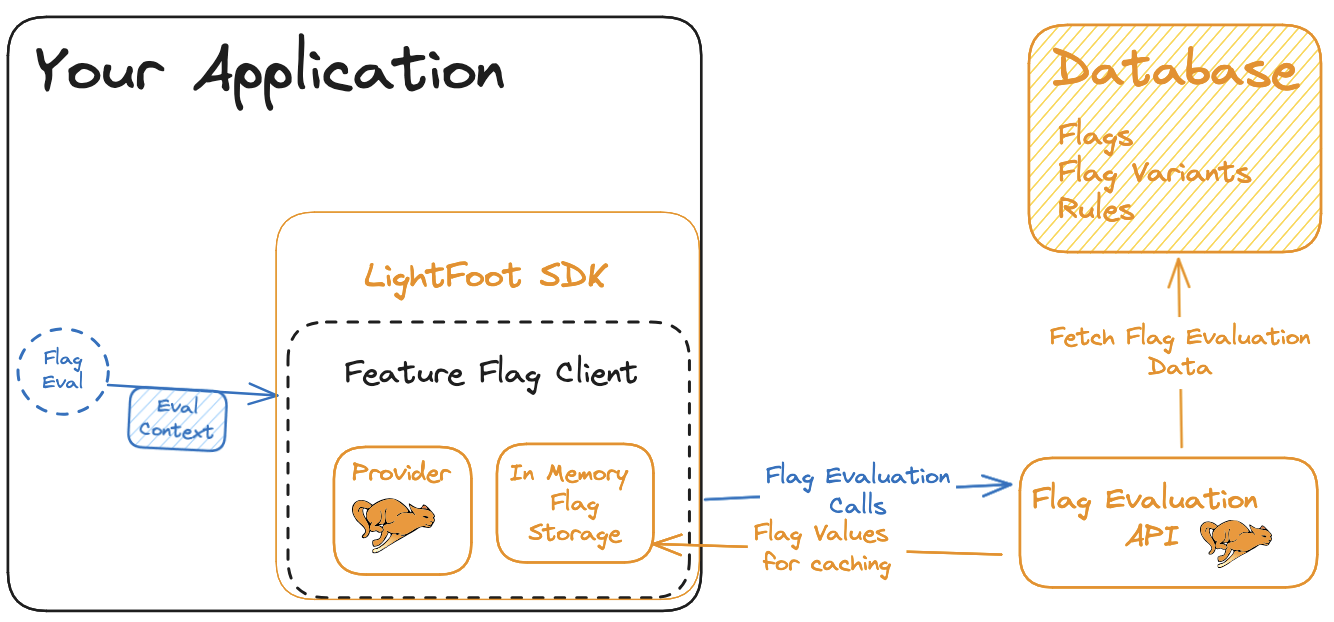 Your Application
LightFoot SDK
Flag
Eval
Eval
Context
Feature Flag Client
Provider
In Memory
Flag
Storage
Flag Evaluation
Calls
Flag Values
for caching
Database
Flags
Flag Variants
Rules
Fetch Flag Evaluation
Data
Flag Evaluation
API